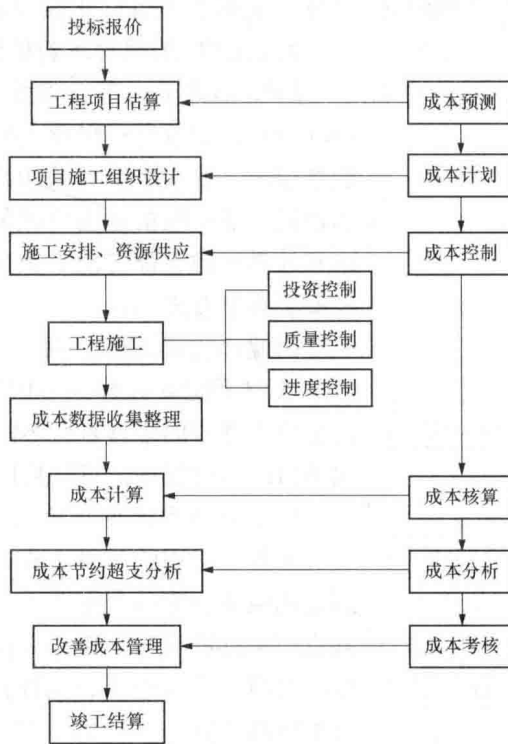 投标报价
工程项目估算
成本预测
项目施工组织设计
成本计划
施工安排、资源供应
成本控制
投资控制
工程施工
质量控制
进度控制
成本数据收集整理
成本计算
成本核算
成本节约超支分析
成本分析
改善成本管理
成本考核
竣工结算